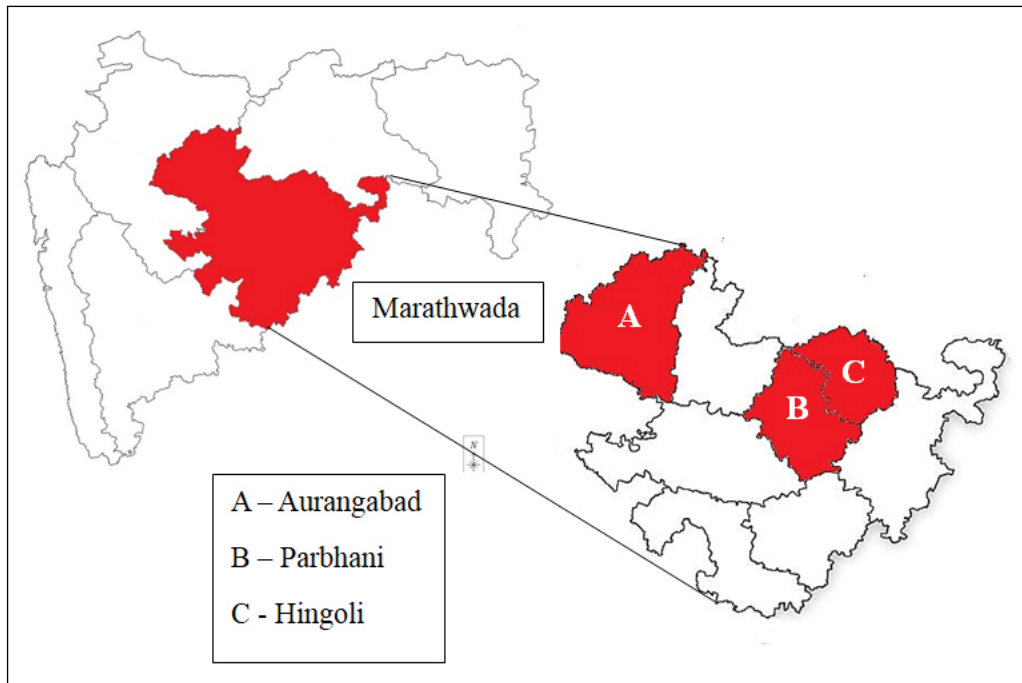 Marathwada
A
C
B
N
A – Aurangabad
B – Parbhani
C - Hingoli